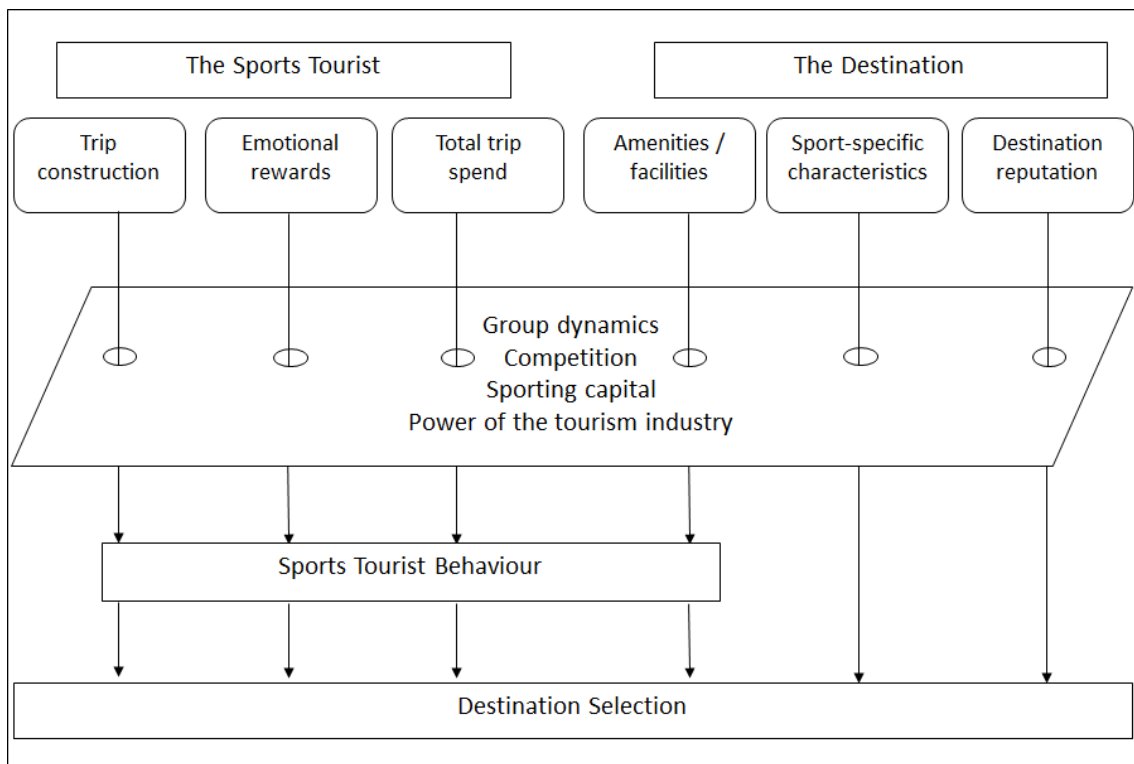 The Sports Tourist
The Destination
Trip
construction
Emotional
rewards
Total trip
spend
Amenities /
facilities
Sport-specific
characteristics
Destination
reputation
Group dynamics
Competition
Sporting capital
Power of the tourism industry
Sports Tourist Behaviour
Destination Selection